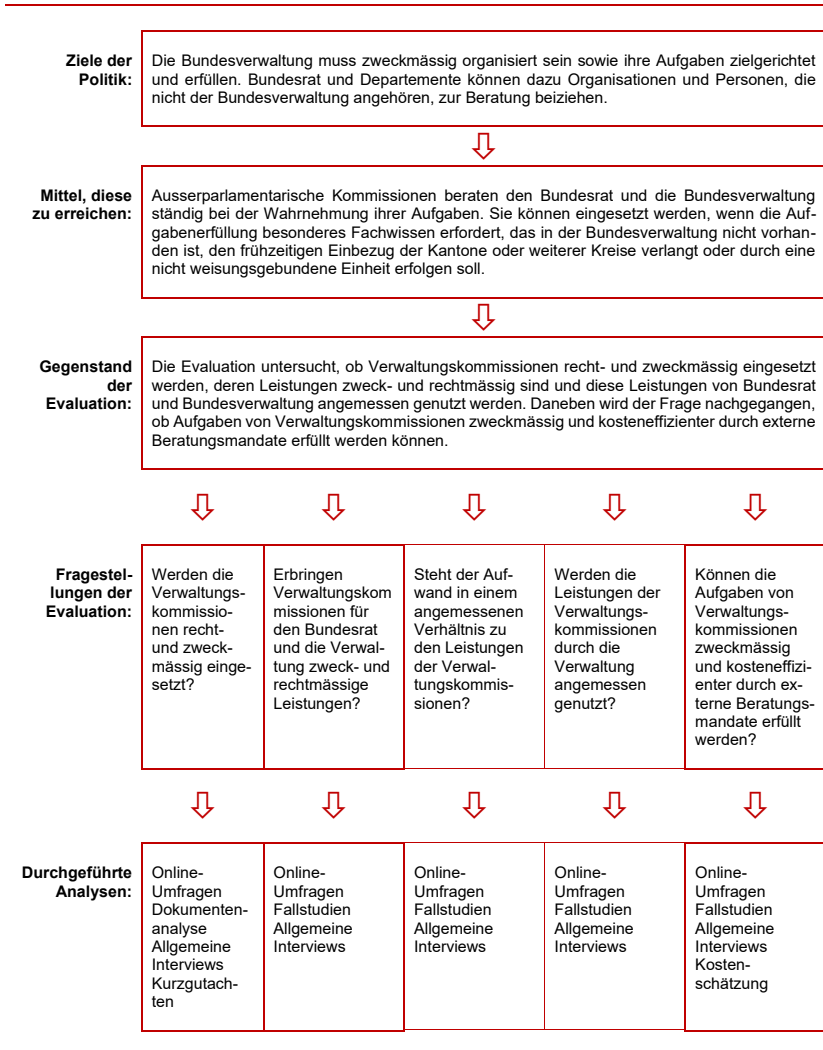 Ziele der
Politik:
Die Bundesverwaltung muss zweckmässig organisiert sein sowie ihre Aufgaben zielgerichtet
und erfüllen. Bundesrat und Departemente können dazu Organisationen und Personen, die
nicht der Bundesverwaltung angehören, zur Beratung beiziehen.
Mittel, diese
zu erreichen:
Ausserparlamentarische Kommissionen beraten den Bundesrat und die Bundesverwaltung
ständig bei der Wahrnehmung ihrer Aufgaben. Sie können eingesetzt werden, wenn die Auf-
gabenerfüllung besonderes Fachwissen erfordert, das in der Bundesverwaltung nicht vorhan-
den ist, den frühzeitigen Einbezug der Kantone oder weiterer Kreise verlangt oder durch eine
nicht weisungsgebundene Einheit erfolgen soll.
Gegenstand
der
Evaluation:
Die Evaluation untersucht, ob Verwaltungskommissionen recht- und zweckmässig eingesetzt
werden, deren Leistungen zweck- und rechtmässig sind und diese Leistungen von Bundesrat
und Bundesverwaltung angemessen genutzt werden. Daneben wird der Frage nachgegangen,
ob Aufgaben von Verwaltungskommissionen zweckmässig und kosteneffizienter durch externe
Beratungsmandate erfüllt werden können.
Fragestel-
lungen der
Evaluation:
Werden die
Verwaltungs-
kommissio-
nen recht-
und zweck-
mässig einge-
setzt?
Erbringen
Verwaltungskom
missionen für
den Bundesrat
und die Verwal-
tung zweck- und
rechtmässige
Leistungen?
Steht der Auf-
wand in einem
angemessenen
Verhältnis zu
den Leistungen
der Verwal-
tungskommis-
sionen?
Werden die
Leistungen der
Verwaltungs-
kommissionen
durch die
Verwaltung
angemessen
genutzt?
Können die
Aufgaben von
Verwaltungs-
kommissionen
zweckmässig
und kosteneffizi-
enter durch ex-
terne Beratungs-
mandate erfüllt
werden?
Durchgeführte
Analysen:
Online-
Umfragen
Dokumenten-
analyse
Allgemeine
Interviews
Kurzgutach-
ten
Online-
Umfragen
Fallstudien
Allgemeine
Interviews
Online-
Umfragen
Fallstudien
Allgemeine
Interviews
Online-
Umfragen
Fallstudien
Allgemeine
Interviews
Online-
Umfragen
Fallstudien
Allgemeine
Interviews
Kosten-
schätzung